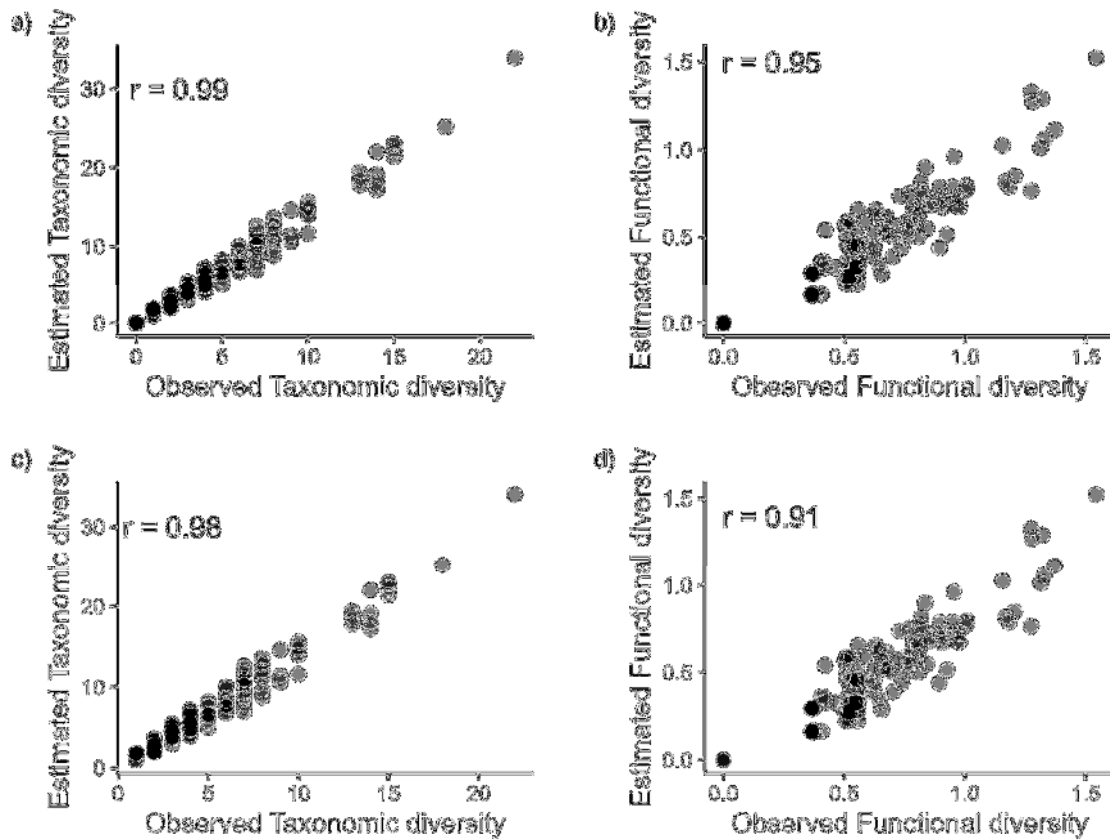 a)
Estimated Taxonomic diversity
r = 0.99
30
20
10
0
0 5 10 15 20
Observed Taxonomic diversity
b)
Estimated Functional diversity
r = 0.95
1.5
1.0
0.5
0.0
0.0 0.5 1.0 1.5
Observed Functional diversity
c)
Estimated Taxonomic diversity
r = 0.98
30
20
10
0
0 5 10 15 20
Observed Taxonomic diversity
d)
Estimated Functional diversity
r = 0.91
1.5
1.0
0.5
0.0
0.0 0.5 1.0 1.5
Observed Functional diversity